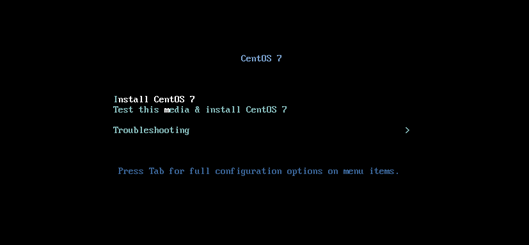 CentOS 7
Install CentOS 7
Test this media & install CentOS 7
Troubleshooting >
Press Tab for full configuration options on menu items.